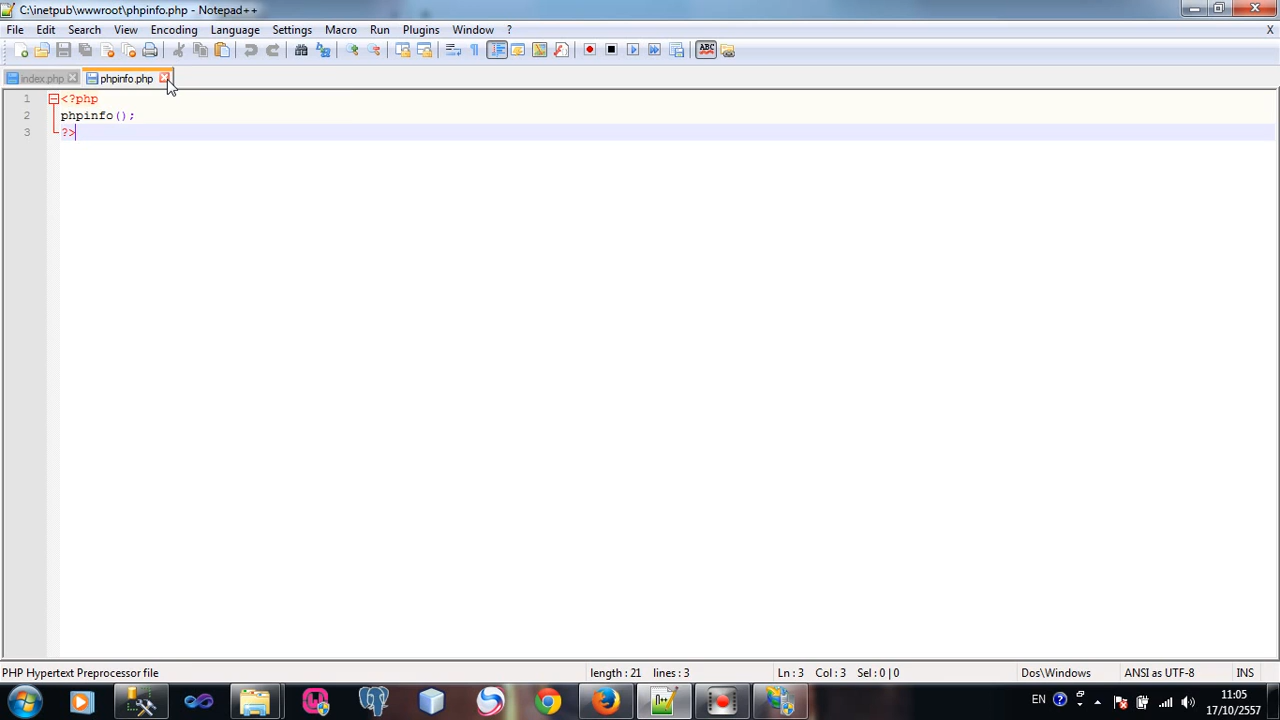 C:\inetpub\wwwroot\phpinfo.php - Notepad++
File Edit Search View Encoding Language Settings Macro Run Plugins Window ? X
index.php phpinfo.php
1 <?php
2 phpinfo();
3 ?>
PHP Hypertext Preprocessor file length : 21 lines : 3 Ln : 3 Col : 3 Sel : 0 | 0 Dos\Windows ANSI as UTF-8 INS
EN 11:05
17/10/2557